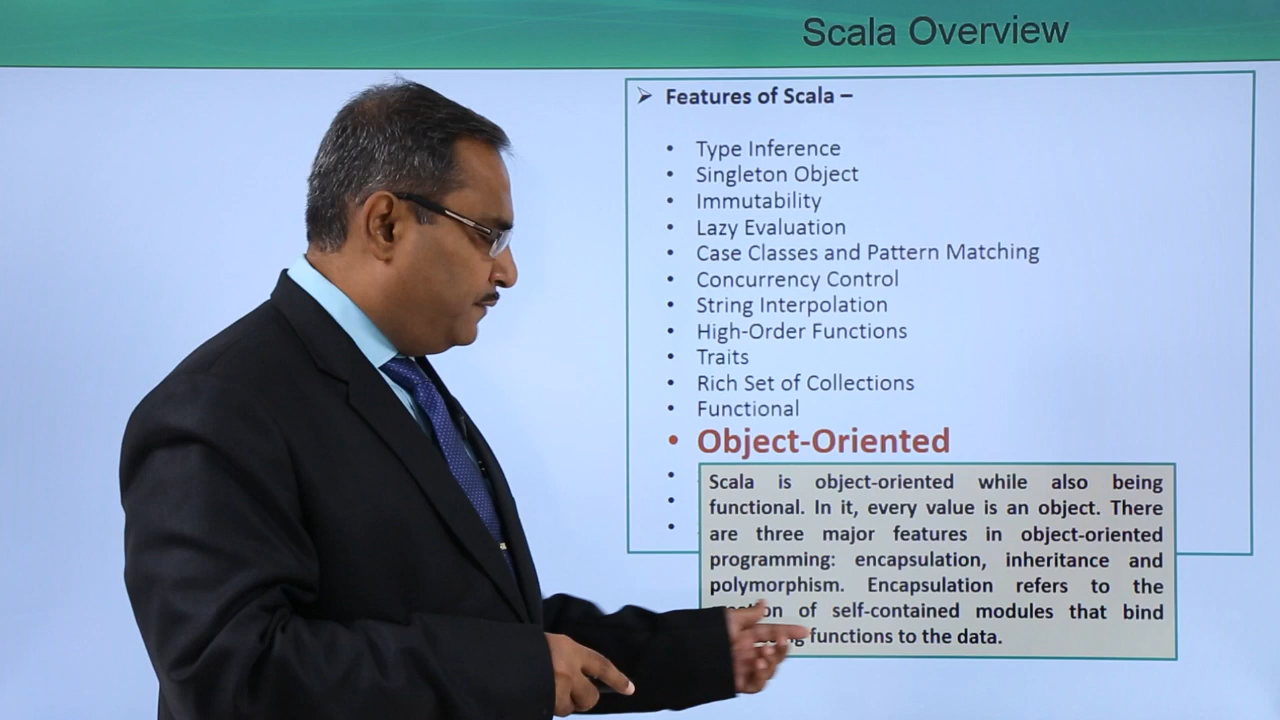 Scala Overview
Features of Scala –
Type Inference
Singleton Object
Immutability
Lazy Evaluation
Case Classes and Pattern Matching
Concurrency Control
String Interpolation
High-Order Functions
Traits
Rich Set of Collections
Functional
Object-Oriented
Scala is object-oriented while also being
functional. In it, every value is an object. There
are three major features in object-oriented
programming: encapsulation, inheritance and
polymorphism. Encapsulation refers to the
of self-contained modules that bind
functions to the data.